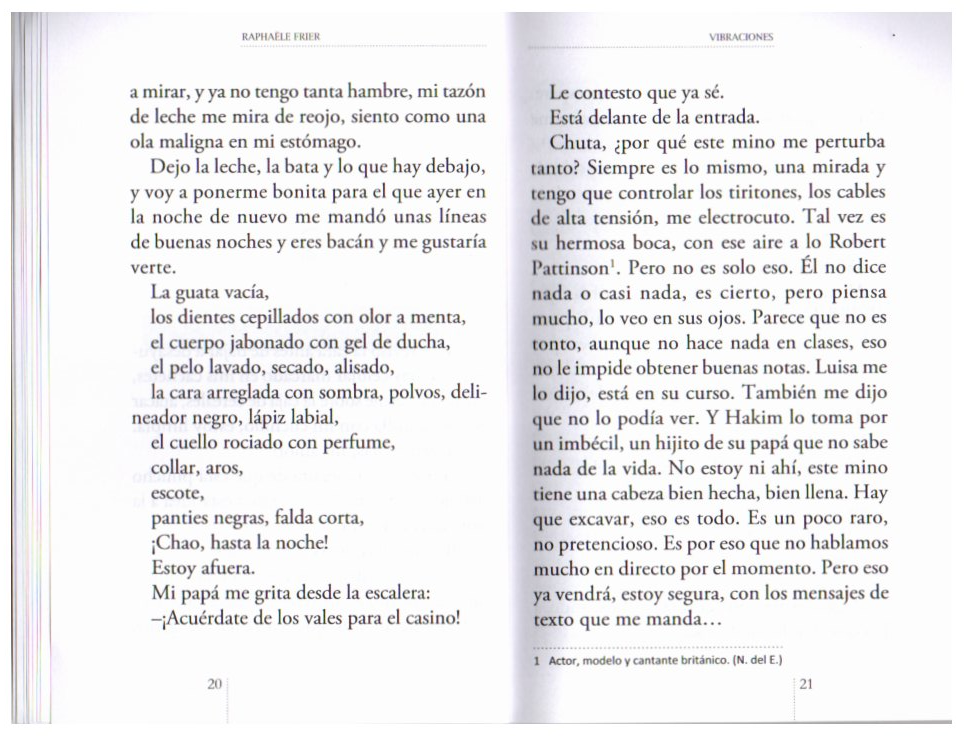 RAPHAËLE FRIER
a mirar, y ya no tengo tanta hambre, mi tazón
de leche me mira de reojo, siento como una
ola maligna en mi estómago.
Dejo la leche, la bata y lo que hay debajo,
y voy a ponerme bonita para el que ayer en
la noche de nuevo me mandó unas líneas
de buenas noches y eres bacán y me gustaría
verte.
La guata vacía,
los dientes cepillados con olor a menta,
el cuerpo jabonado con gel de ducha,
el pelo lavado, secado, alisado,
la cara arreglada con sombra, polvos, deli-
neador negro, lápiz labial,
el cuello rociado con perfume,
collar, aros,
escote,
panties negras, falda corta,
¡Chao, hasta la noche!
Estoy afuera.
Mi papá me grita desde la escalera:
–¡Acuérdate de los vales para el casino!
20
VIBRACIONES
Le contesto que ya sé.
Está delante de la entrada.
Chuta, ¿por qué este mino me perturba
tanto? Siempre es lo mismo, una mirada y
tengo que controlar los tiritones, los cables
de alta tensión, me electrocuto. Tal vez es
su hermosa boca, con ese aire a lo Robert
Pattinson¹. Pero no es solo eso. Él no dice
nada o casi nada, es cierto, pero piensa
mucho, lo veo en sus ojos. Parece que no es
tonto, aunque no hace nada en clases, eso
no le impide obtener buenas notas. Luisa me
lo dijo, está en su curso. También me dijo
que no lo podía ver. Y Hakim lo toma por
un imbécil, un hijito de su papá que no sabe
nada de la vida. No estoy ni ahí, este mino
tiene una cabeza bien hecha, bien llena. Hay
que excavar, eso es todo. Es un poco raro,
no pretencioso. Es por eso que no hablamos
mucho en directo por el momento. Pero eso
ya vendrá, estoy segura, con los mensajes de
texto que me manda...
1 Actor, modelo y cantante británico. (N. del E.)
21